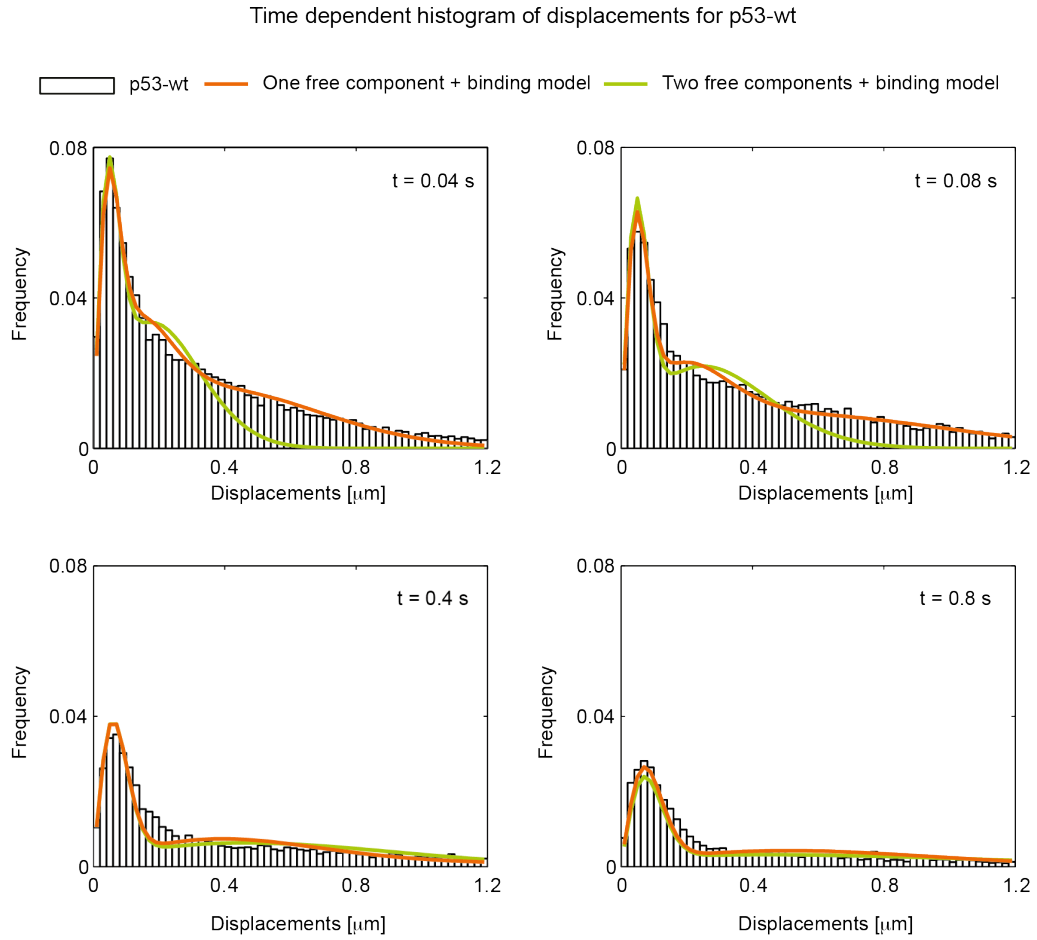 Time dependent histogram of displacements for p53-wt
p53-wt One free component + binding model Two free components + binding model
0.08
t = 0.04 s
Frequency
0.04
0
0 0.4 0.8 1.2
Displacements [μm]
0.08
t = 0.08 s
Frequency
0.04
0
0 0.4 0.8 1.2
Displacements [μm]
0.08
t = 0.4 s
Frequency
0.04
0
0 0.4 0.8 1.2
Displacements [μm]
0.08
t = 0.8 s
Frequency
0.04
0
0 0.4 0.8 1.2
Displacements [μm]